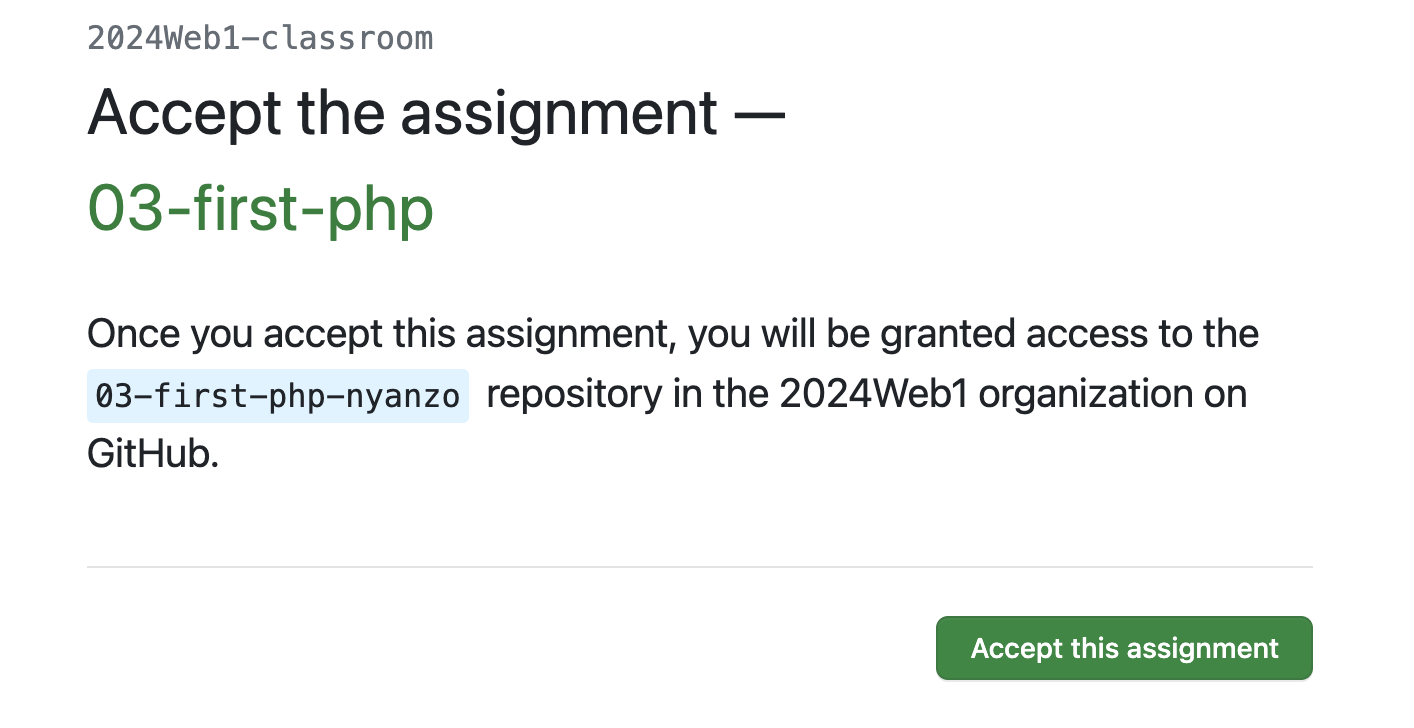 2024Web1-classroom
Accept the assignment —
03-first-php
Once you accept this assignment, you will be granted access to the
03-first-php-nyanzo repository in the 2024Web1 organization on
GitHub.
Accept this assignment